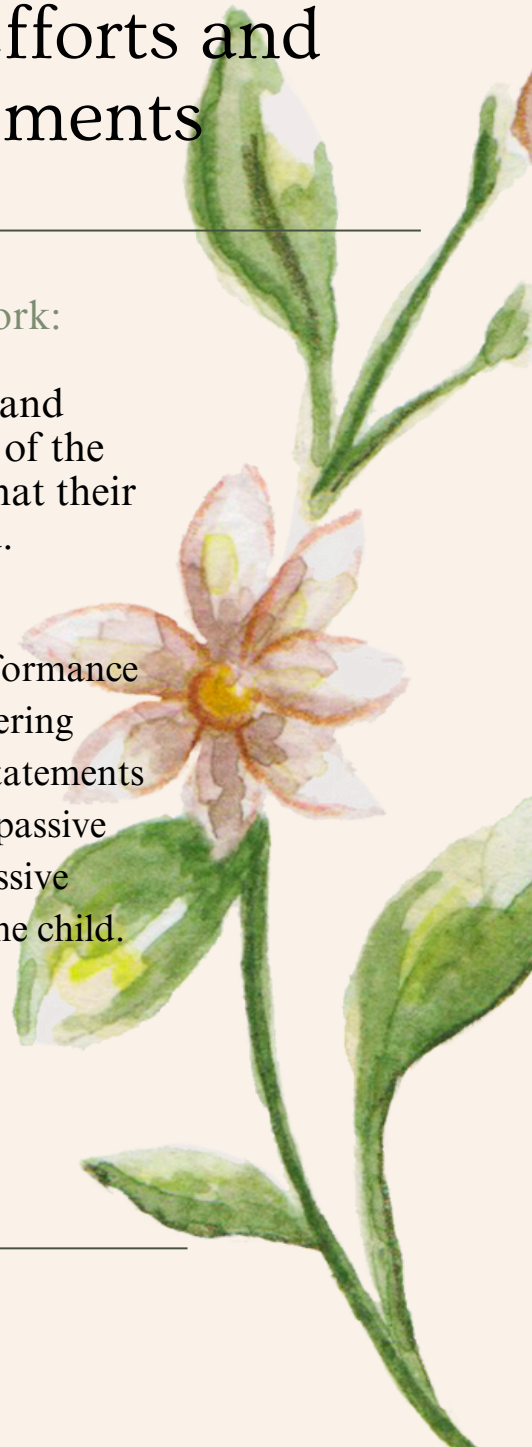 fforts and
ments
ork:
and
of the
hat their
.
formance
ering
tatements
passive
ssive
he child.